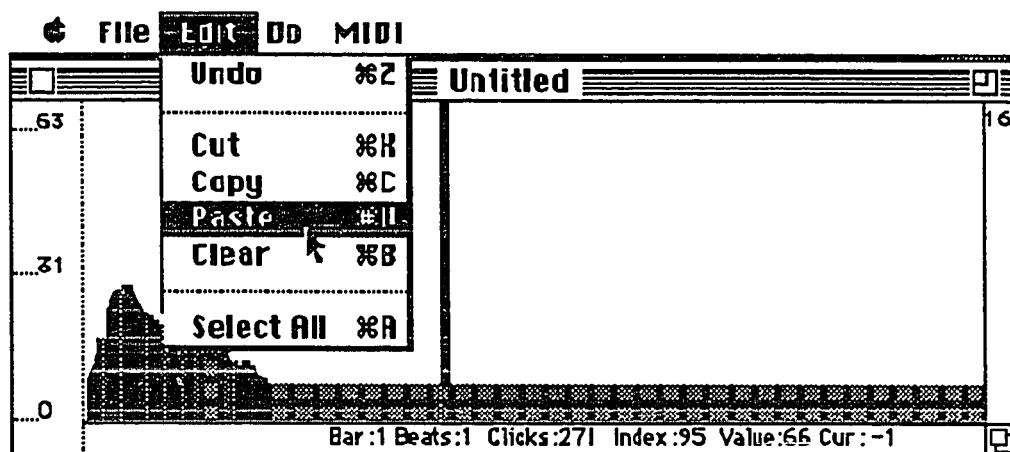 File Edit Do MIDI
Undo ⌘Z
Untitled
63
16
Cut ⌘X
Copy ⌘C
Paste
Clear ⌘B
31
Select All ⌘A
0
Bar:1 Beats:1 Clicks:271 Index:95 Value:66 Cur:-1